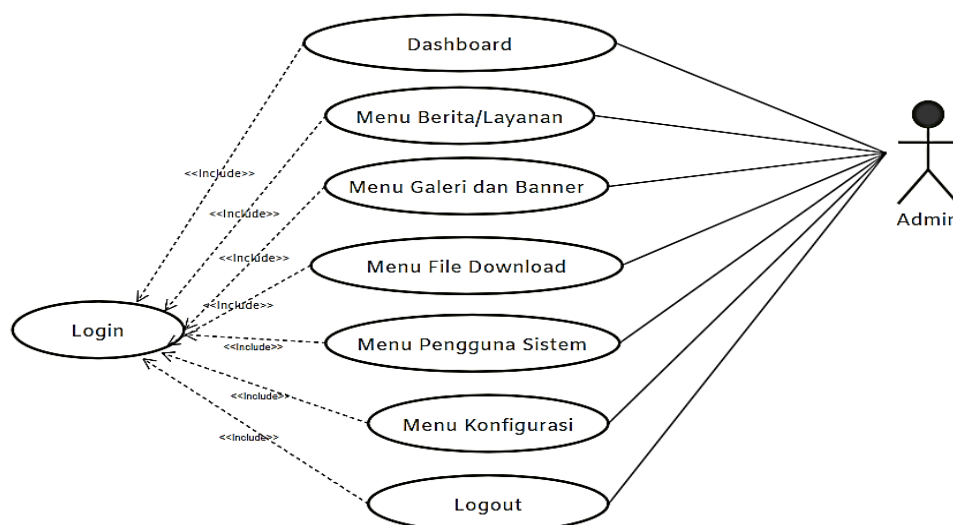 Dashboard
Menu Berita/Layanan
<<Include>>
Menu Galeri dan Banner
<<Include>>
Admin
<<Include>>
Menu File Download
<<Include>>
Login
Menu Pengguna Sistem
<<Include>>
<<Include>>
Menu Konfigurasi
<<Include>>
Logout